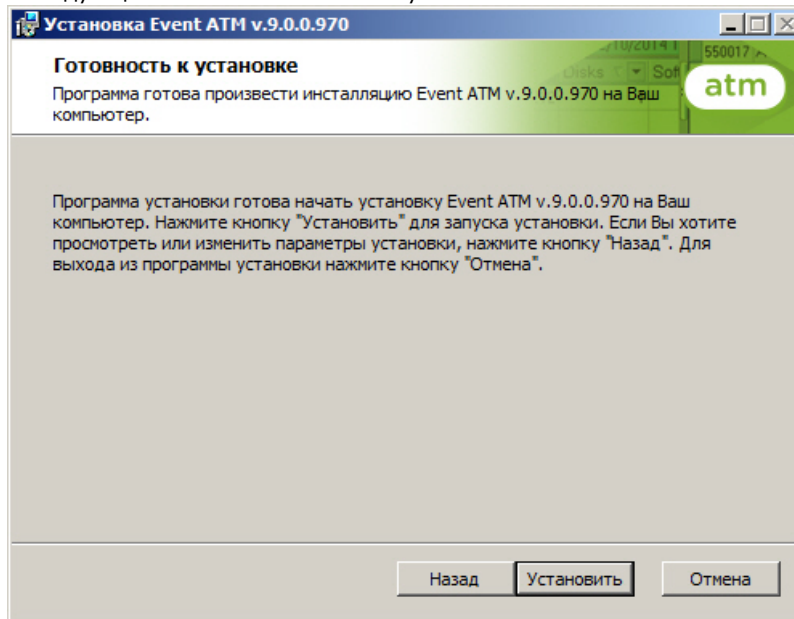 Установка Event ATM v.9.0.0.970
Готовность к установке
Программа готова произвести инсталляцию Event ATM v.9.0.0.970 на Ваш
компьютер.
550017
Disks
atm
Программа установки готова начать установку Event ATM v.9.0.0.970 на Ваш
компьютер. Нажмите кнопку "Установить" для запуска установки. Если Вы хотите
просмотреть или изменить параметры установки, нажмите кнопку "Назад". Для
выхода из программы установки нажмите кнопку "Отмена".
Назад
Установить
Отмена